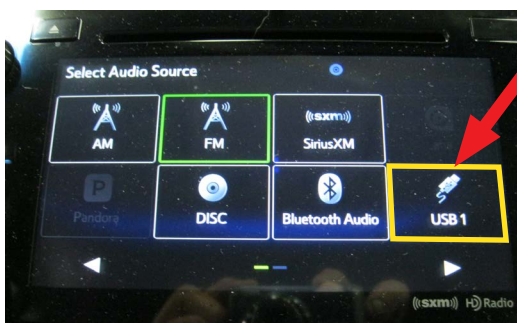 Select Audio Source
AM
FM
((sxm))
SiriusXM
P
Pandora
DISC
Bluetooth Audio
USB 1
((sxm)) HD Radio